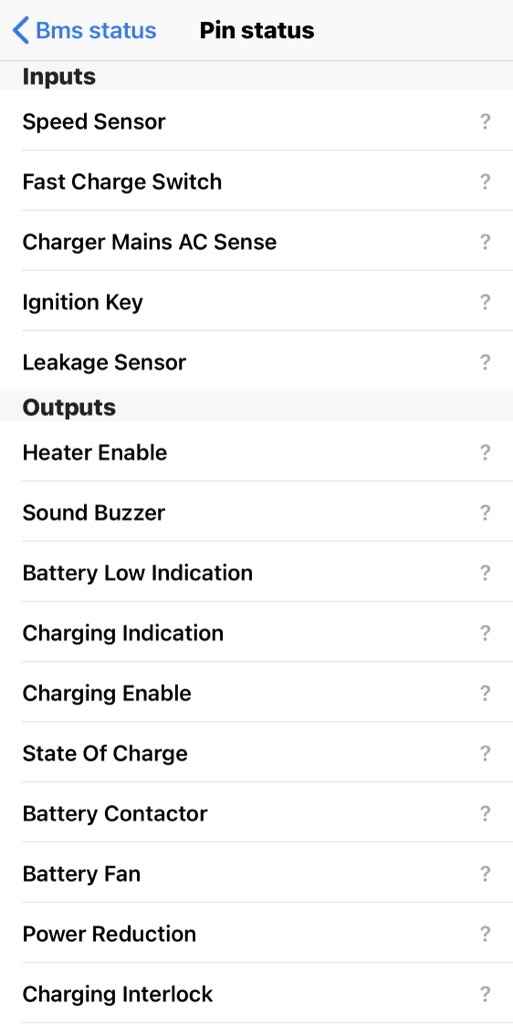 Bms status Pin status
Inputs
Speed Sensor ?
Fast Charge Switch ?
Charger Mains AC Sense ?
Ignition Key ?
Leakage Sensor ?
Outputs
Heater Enable ?
Sound Buzzer ?
Battery Low Indication ?
Charging Indication ?
Charging Enable ?
State Of Charge ?
Battery Contactor ?
Battery Fan ?
Power Reduction ?
Charging Interlock ?